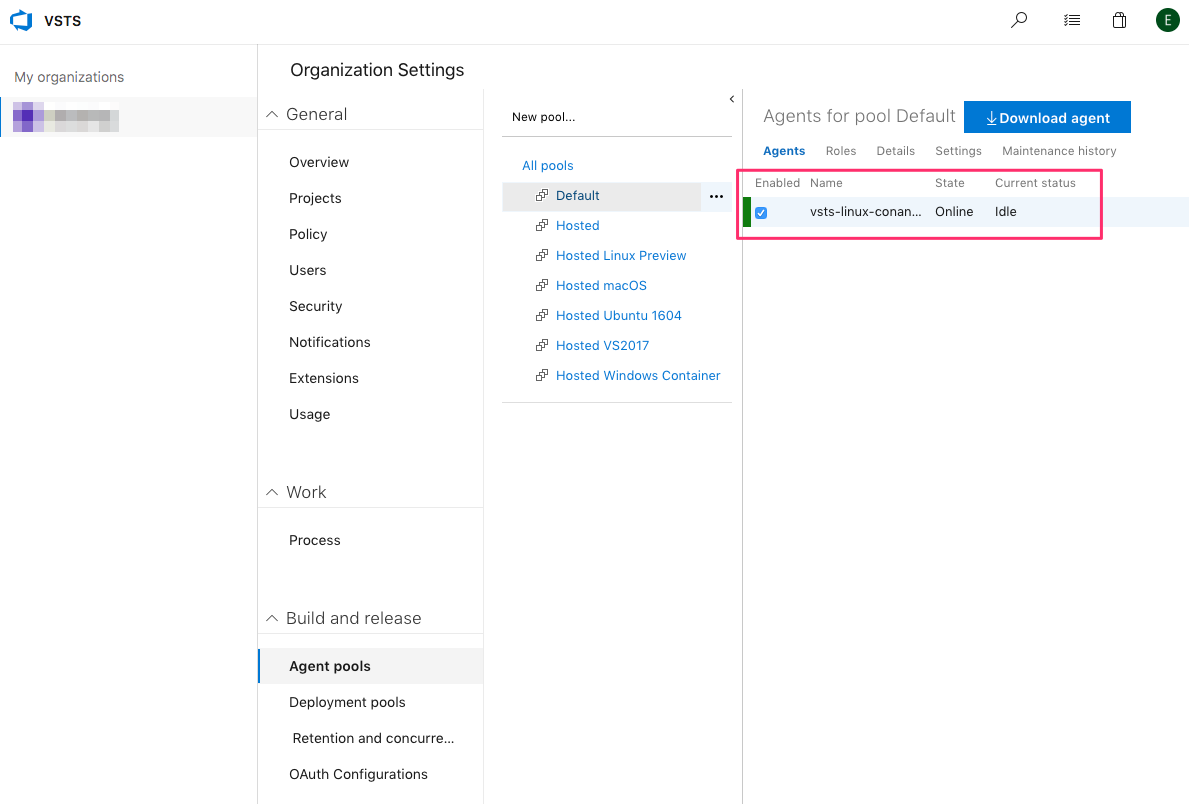 VSTS
E
My organizations
Organization Settings
General
Overview
Projects
Policy
Users
Security
Notifications
Extensions
Usage
Work
Process
Build and release
Agent pools
Deployment pools
Retention and concurre...
OAuth Configurations
New pool...
All pools
Default
Hosted
Hosted Linux Preview
Hosted macOS
Hosted Ubuntu 1604
Hosted VS2017
Hosted Windows Container
Agents for pool Default Download agent
Agents Roles Details Settings Maintenance history
Enabled Name State Current status
vsts-linux-conan... Online Idle